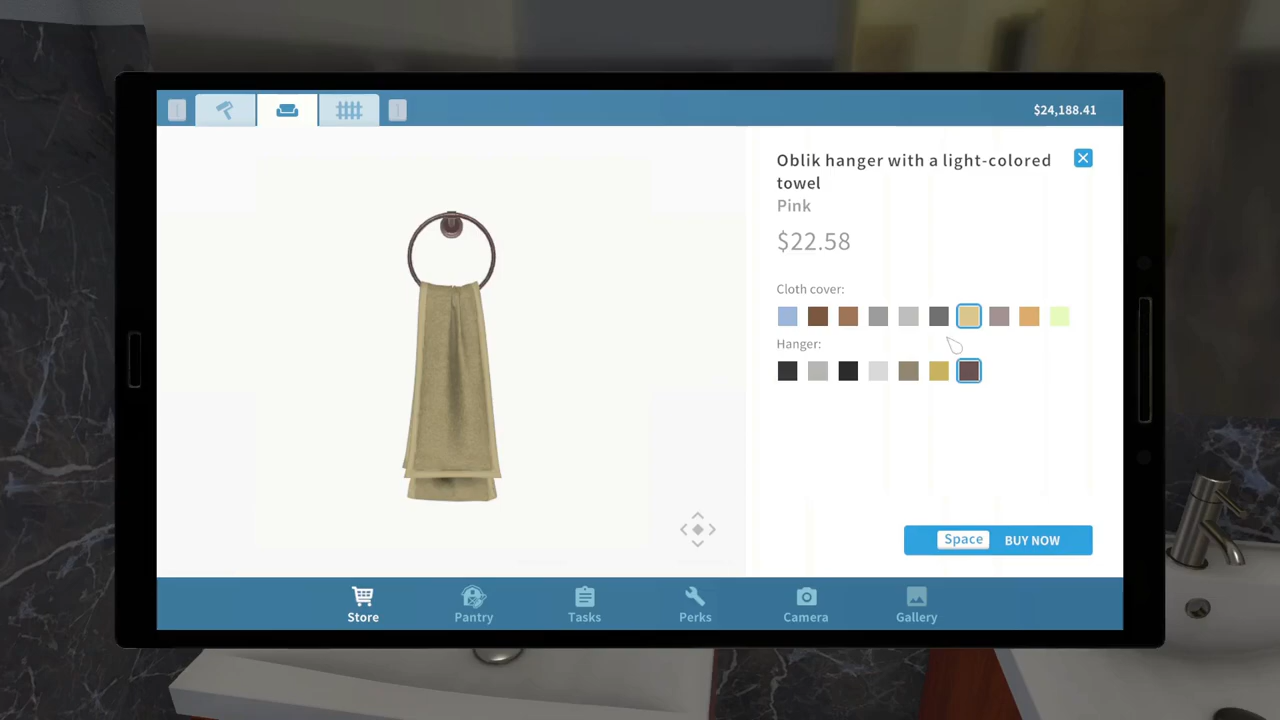 $24,188.41
Oblik hanger with a light-colored
towel
Pink
$22.58
Cloth cover:
Hanger:
Space BUY NOW
Store Pantry Tasks Perks Camera Gallery